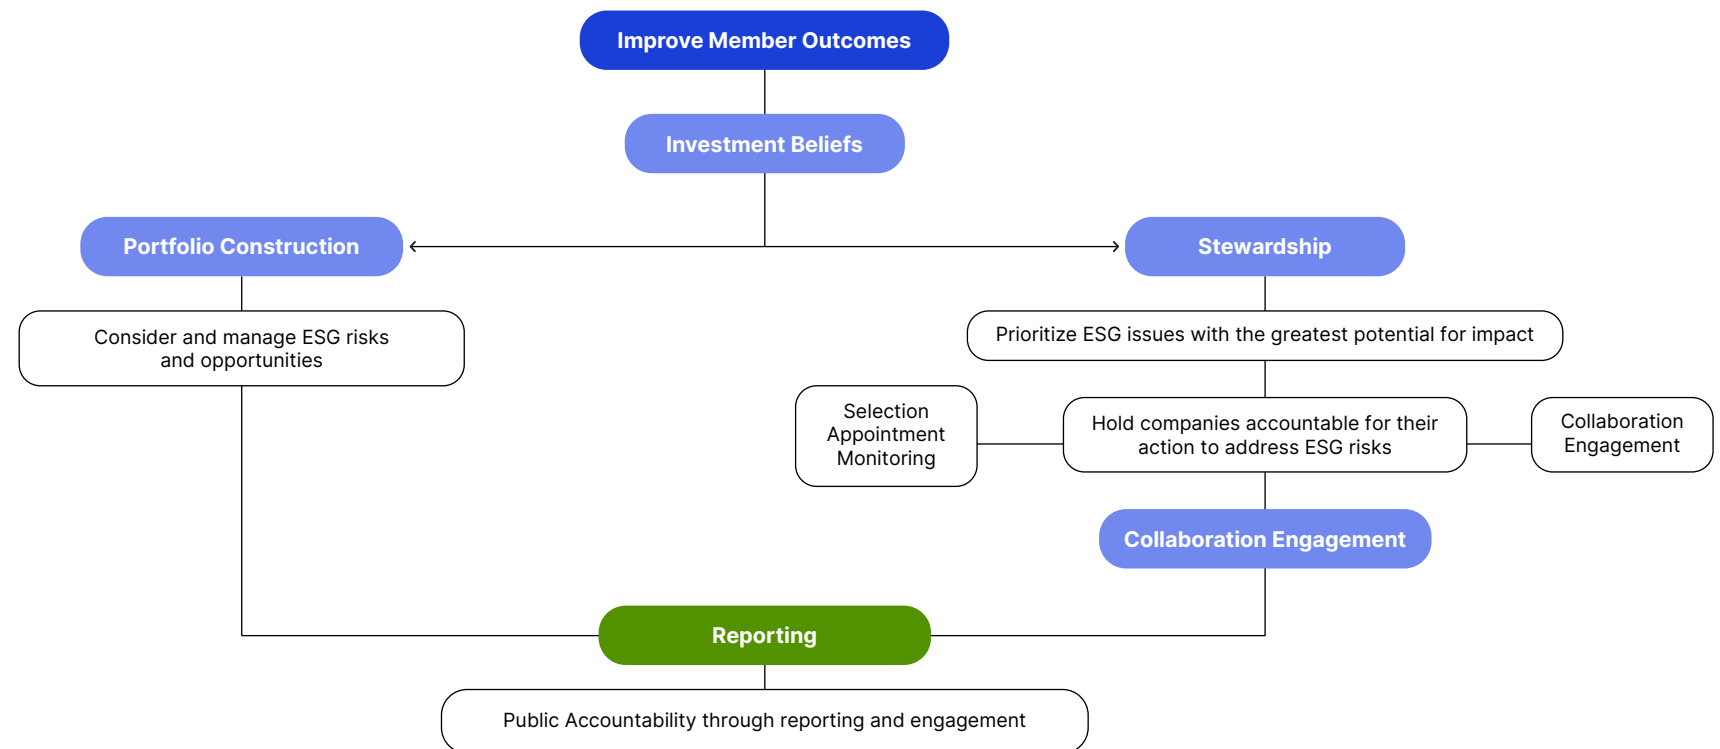 Improve Member Outcomes
Investment Beliefs
Portfolio Construction
Stewardship
Consider and manage ESG risks
and opportunities
Prioritize ESG issues with the greatest potential for impact
Selection
Appointment
Monitoring
Hold companies accountable for their
action to address ESG risks
Collaboration
Engagement
Collaboration Engagement
Reporting
Public Accountability through reporting and engagement